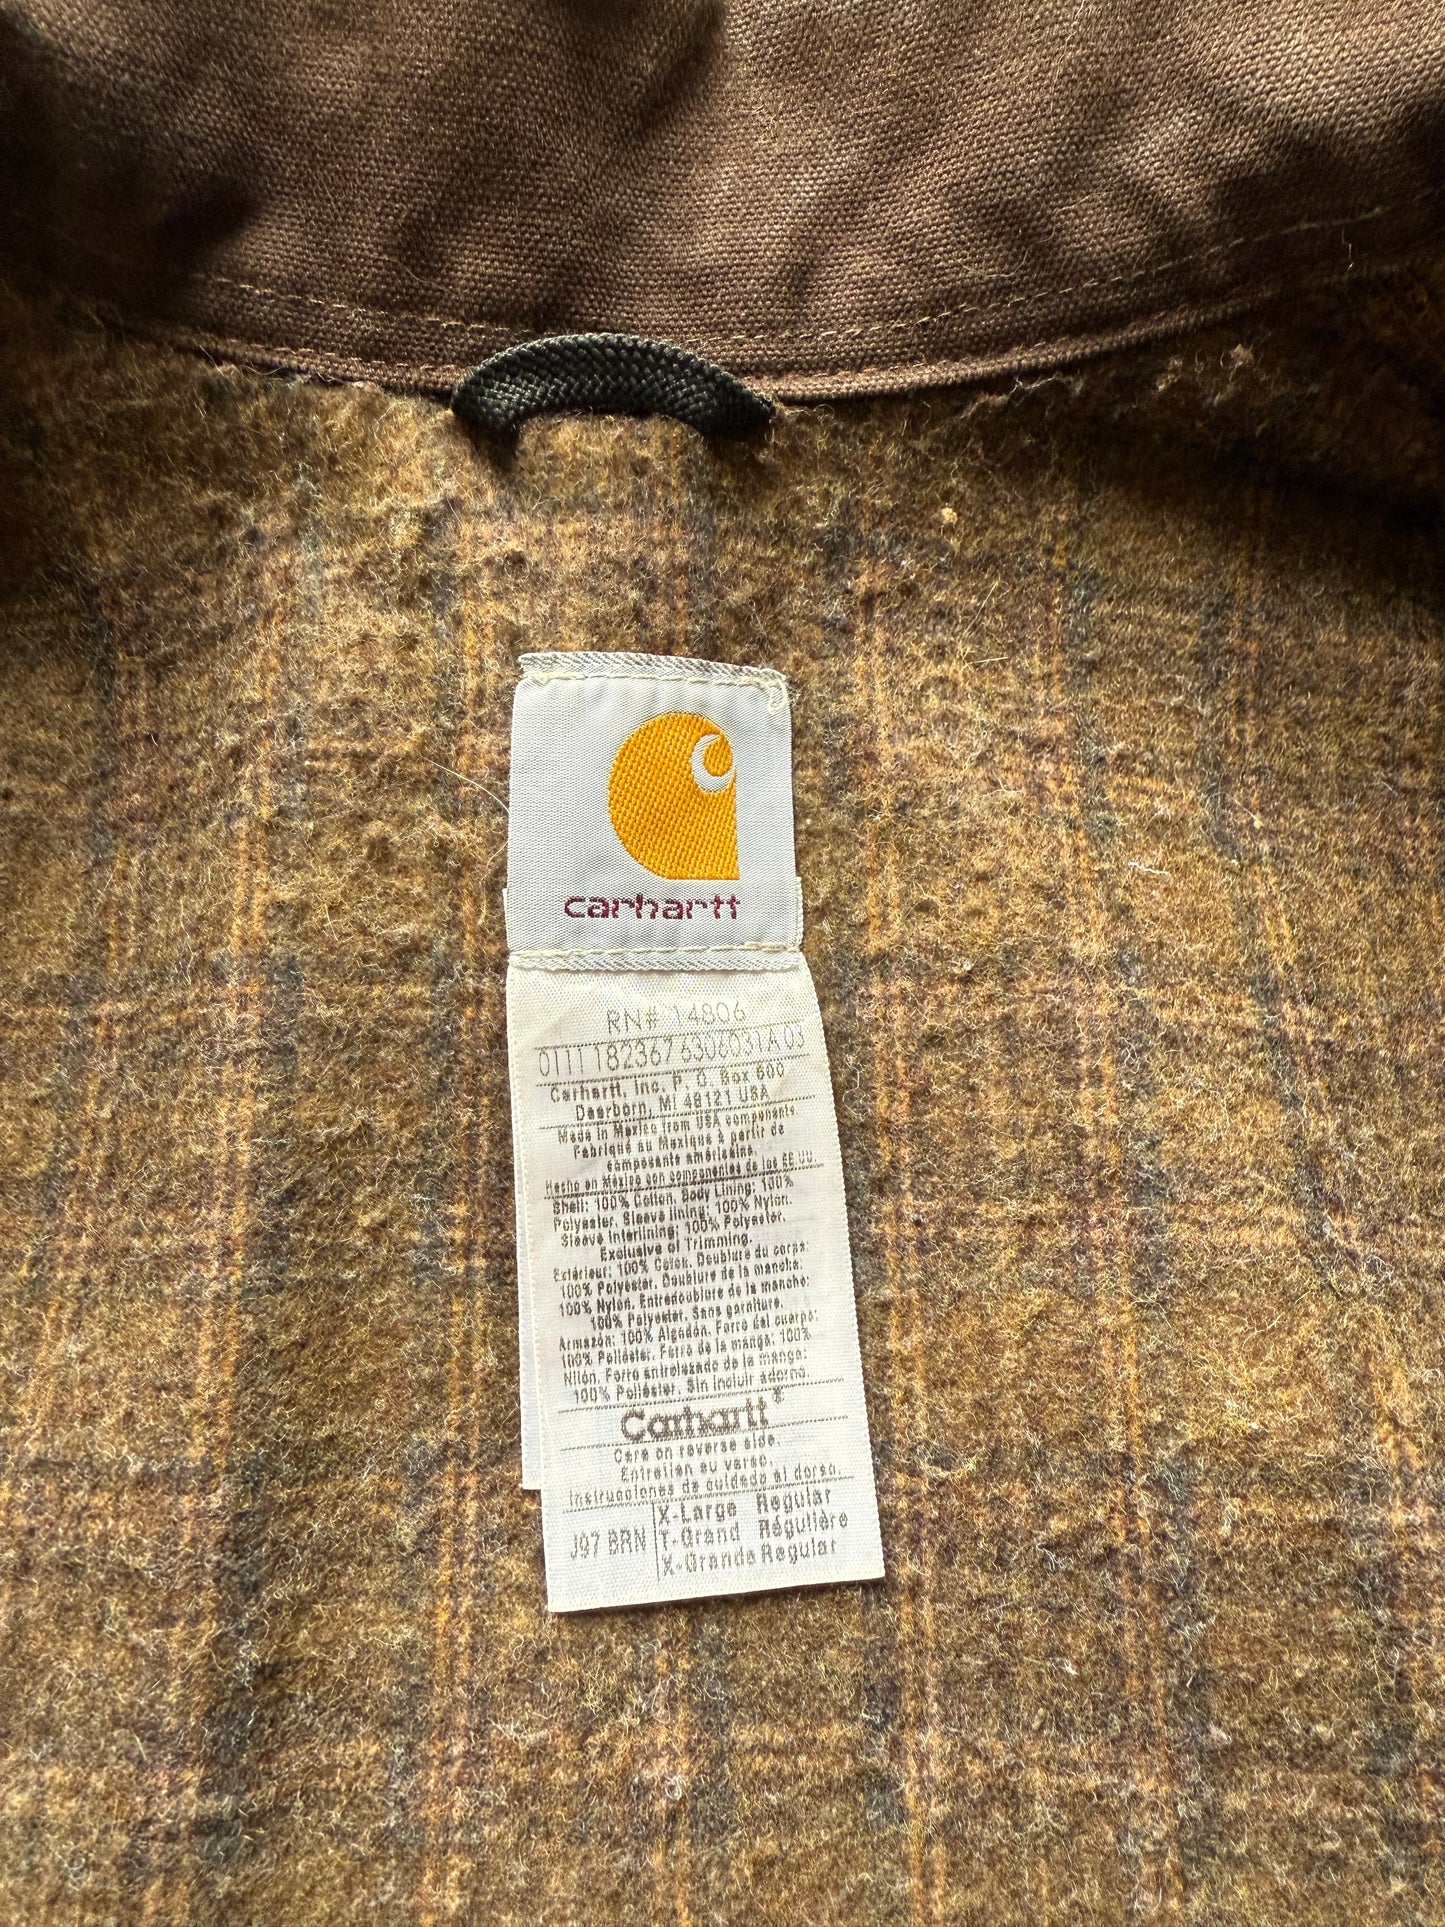 carhartt
RN# 14806
0111 182367 6306031A 03
Carhartt, Inc. P. O. Box 600
Dearborn, MI 48121 USA
Made in Mexico from USA components.
Fabriqué au Mexique à partir de
composants américains.
Hecho en México con componentes de los EE.UU.
Shell: 100% Cotton. Body Lining: 100%
Polyester. Sleeve lining: 100% Nylon.
Sleeve Interlining: 100% Polyester.
Exclusive of Trimming.
Extérieur: 100% Coton. Doublure du corps:
100% Polyester. Doublure de la manche:
100% Nylon. Entredoublure de la manche:
100% Polyester. Sans garniture.
Armazón: 100% Algodón. Forro del cuerpo:
100% Poliéster. Forro de la manga: 100%
Nilón. Forro entrelazado de la manga:
100% Poliéster. Sin incluir adorno.
Carhartt®
Care on reverse side.
Entretien au verso.
Instrucciones de cuidado al dorso.
X-Large Regular
J97 BRN T-Grand Régulière
X-Grande Regular